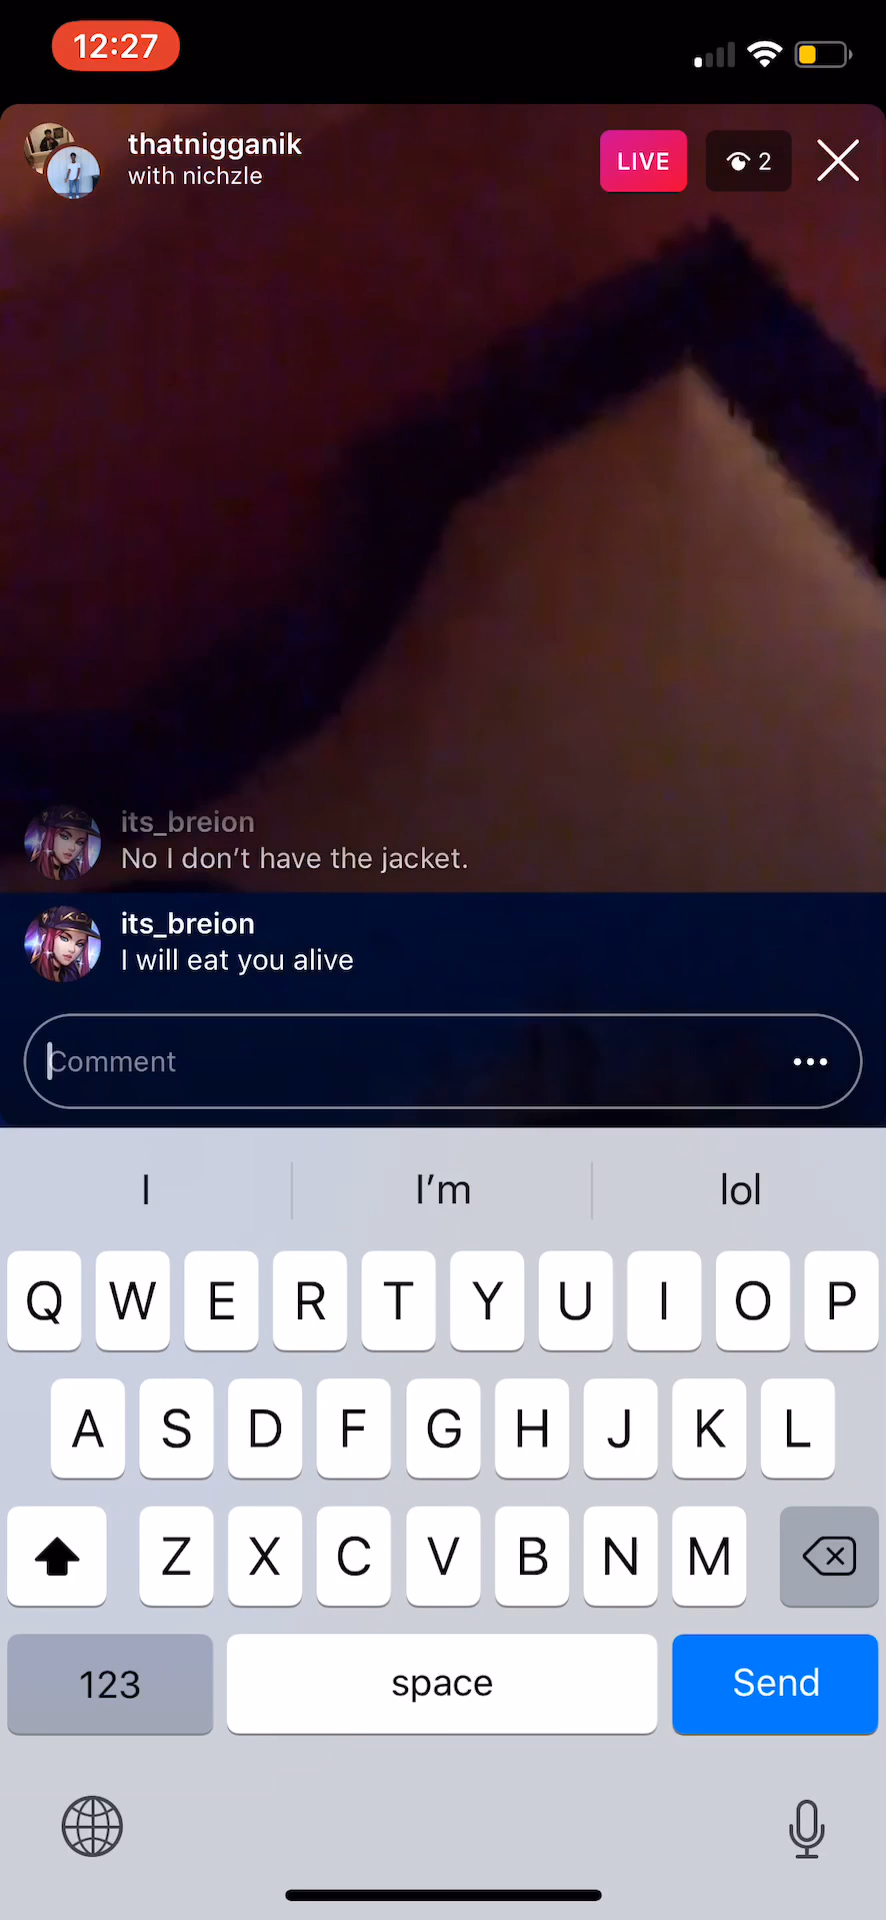 12:27
thatnigganik
with nichzle
LIVE
2
its_breion
No I don’t have the jacket.
its_breion
I will eat you alive
Comment
I I’m lol
Q W E R T Y U I O P
A S D F G H J K L
Z X C V B N M
123 space Send